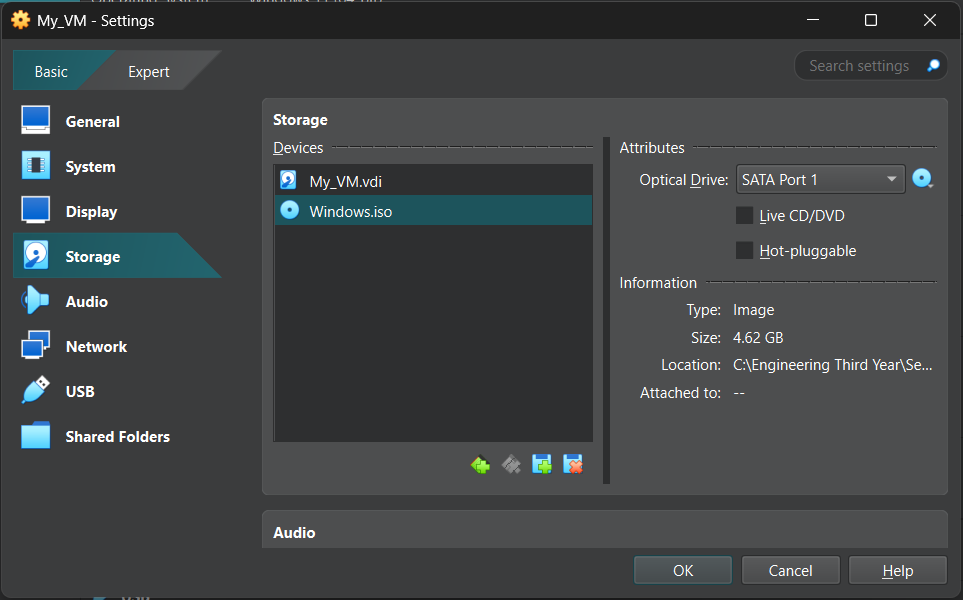 My_VM - Settings
Basic
Expert
Search settings
General
System
Display
Storage
Audio
Network
USB
Shared Folders
Storage
Devices
My_VM.vdi
Windows.iso
Attributes
Optical Drive: SATA Port 1
Live CD/DVD
Hot-pluggable
Information
Type: Image
Size: 4.62 GB
Location: C:\Engineering Third Year\Se...
Attached to: --
Audio
OK
Cancel
Help